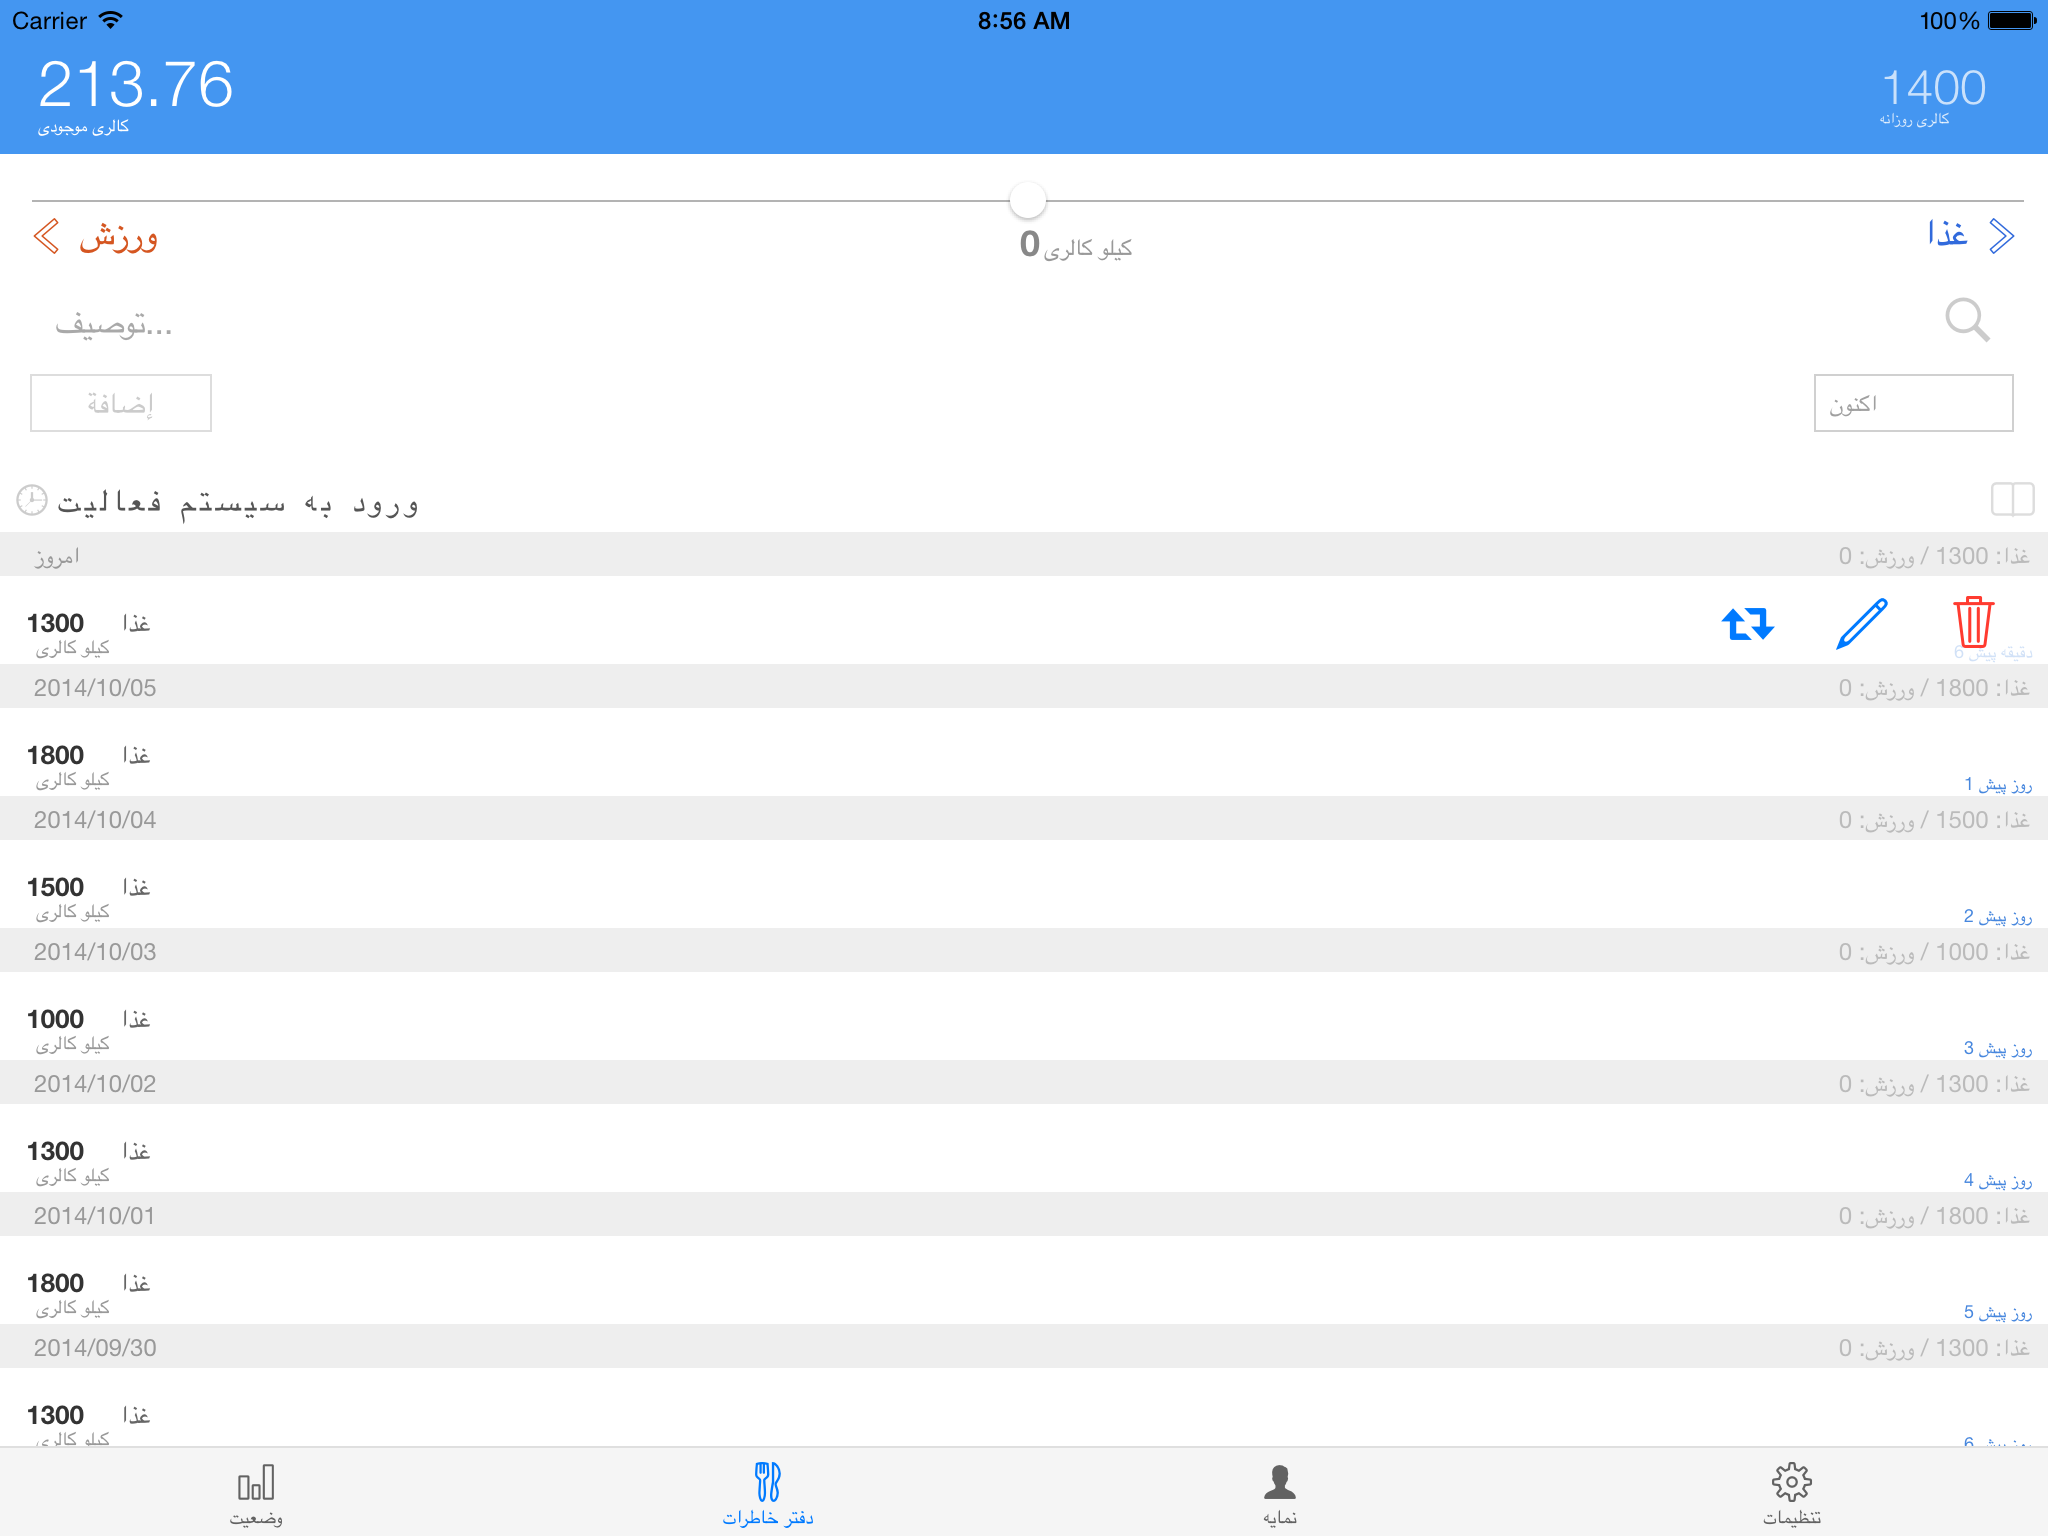 Carrier 8:56 AM 100%
213.76 1400
کالری موجودی کالری روزانه
ورزش غذا
0 کیلو کالری
توصیف...
إضافة اکنون
ورود به سیستم فعالیت
امروز غذا: 1300 / ورزش: 0
1300 غذا
کیلو کالری 6 دقیقه پیش
2014/10/05 غذا: 1800 / ورزش: 0
1800 غذا
کیلو کالری 1 روز پیش
2014/10/04 غذا: 1500 / ورزش: 0
1500 غذا
کیلو کالری 2 روز پیش
2014/10/03 غذا: 1000 / ورزش: 0
1000 غذا
کیلو کالری 3 روز پیش
2014/10/02 غذا: 1300 / ورزش: 0
1300 غذا
کیلو کالری 4 روز پیش
2014/10/01 غذا: 1800 / ورزش: 0
1800 غذا
کیلو کالری 5 روز پیش
2014/09/30 غذا: 1300 / ورزش: 0
1300 غذا
کیلو کالری 6 روز پیش
وضعیت دفتر خاطرات نمایه تنظیمات